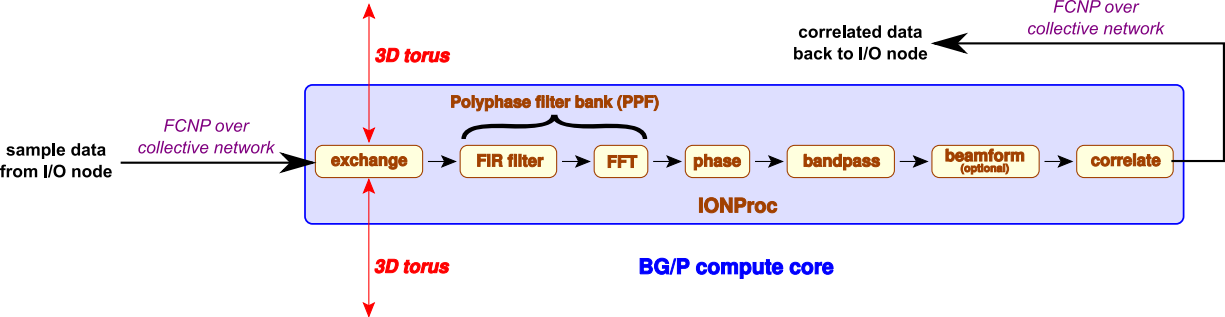 FCNP over
collective network
correlated data
back to I/O node
3D torus
Polyphase filter bank (PPF)
FCNP over
collective network
sample data
from I/O node
exchange
FIR filter
FFT
phase
bandpass
beamform
(optional)
correlate
IONProc
3D torus
BG/P compute core